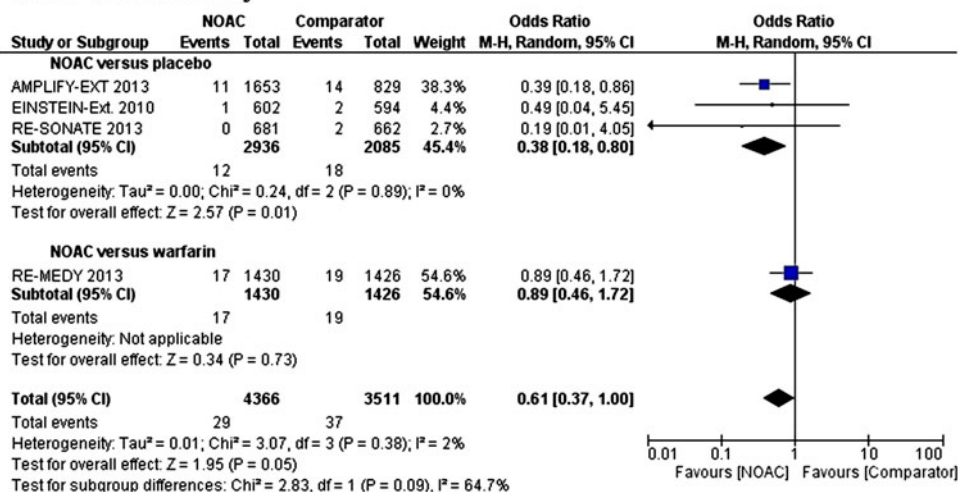 NOAC Comparator Odds Ratio Odds Ratio
Study or Subgroup Events Total Events Total Weight M-H, Random, 95% CI M-H, Random, 95% CI
NOAC versus placebo
AMPLIFY-EXT 2013 11 1653 14 829 38.3% 0.39 [0.18, 0.86]
EINSTEIN-Ext. 2010 1 602 2 594 4.4% 0.49 [0.04, 5.45]
RE-SONATE 2013 0 681 2 662 2.7% 0.19 [0.01, 4.05]
Subtotal (95% CI) 2936 2085 45.4% 0.38 [0.18, 0.80]
Total events 12 18
Heterogeneity: Tau² = 0.00; Chi² = 0.24, df = 2 (P = 0.89); I² = 0%
Test for overall effect: Z = 2.57 (P = 0.01)
NOAC versus warfarin
RE-MEDY 2013 17 1430 19 1426 54.6% 0.89 [0.46, 1.72]
Subtotal (95% CI) 1430 1426 54.6% 0.89 [0.46, 1.72]
Total events 17 19
Heterogeneity: Not applicable
Test for overall effect: Z = 0.34 (P = 0.73)
Total (95% CI) 4366 3511 100.0% 0.61 [0.37, 1.00]
Total events 29 37
Heterogeneity: Tau² = 0.01; Chi² = 3.07, df = 3 (P = 0.38); I² = 2%
Test for overall effect: Z = 1.95 (P = 0.05)
Test for subgroup differences: Chi² = 2.83, df = 1 (P = 0.09), I² = 64.7%
0.01 0.1 1 10 100
Favours [NOAC] Favours [Comparator]